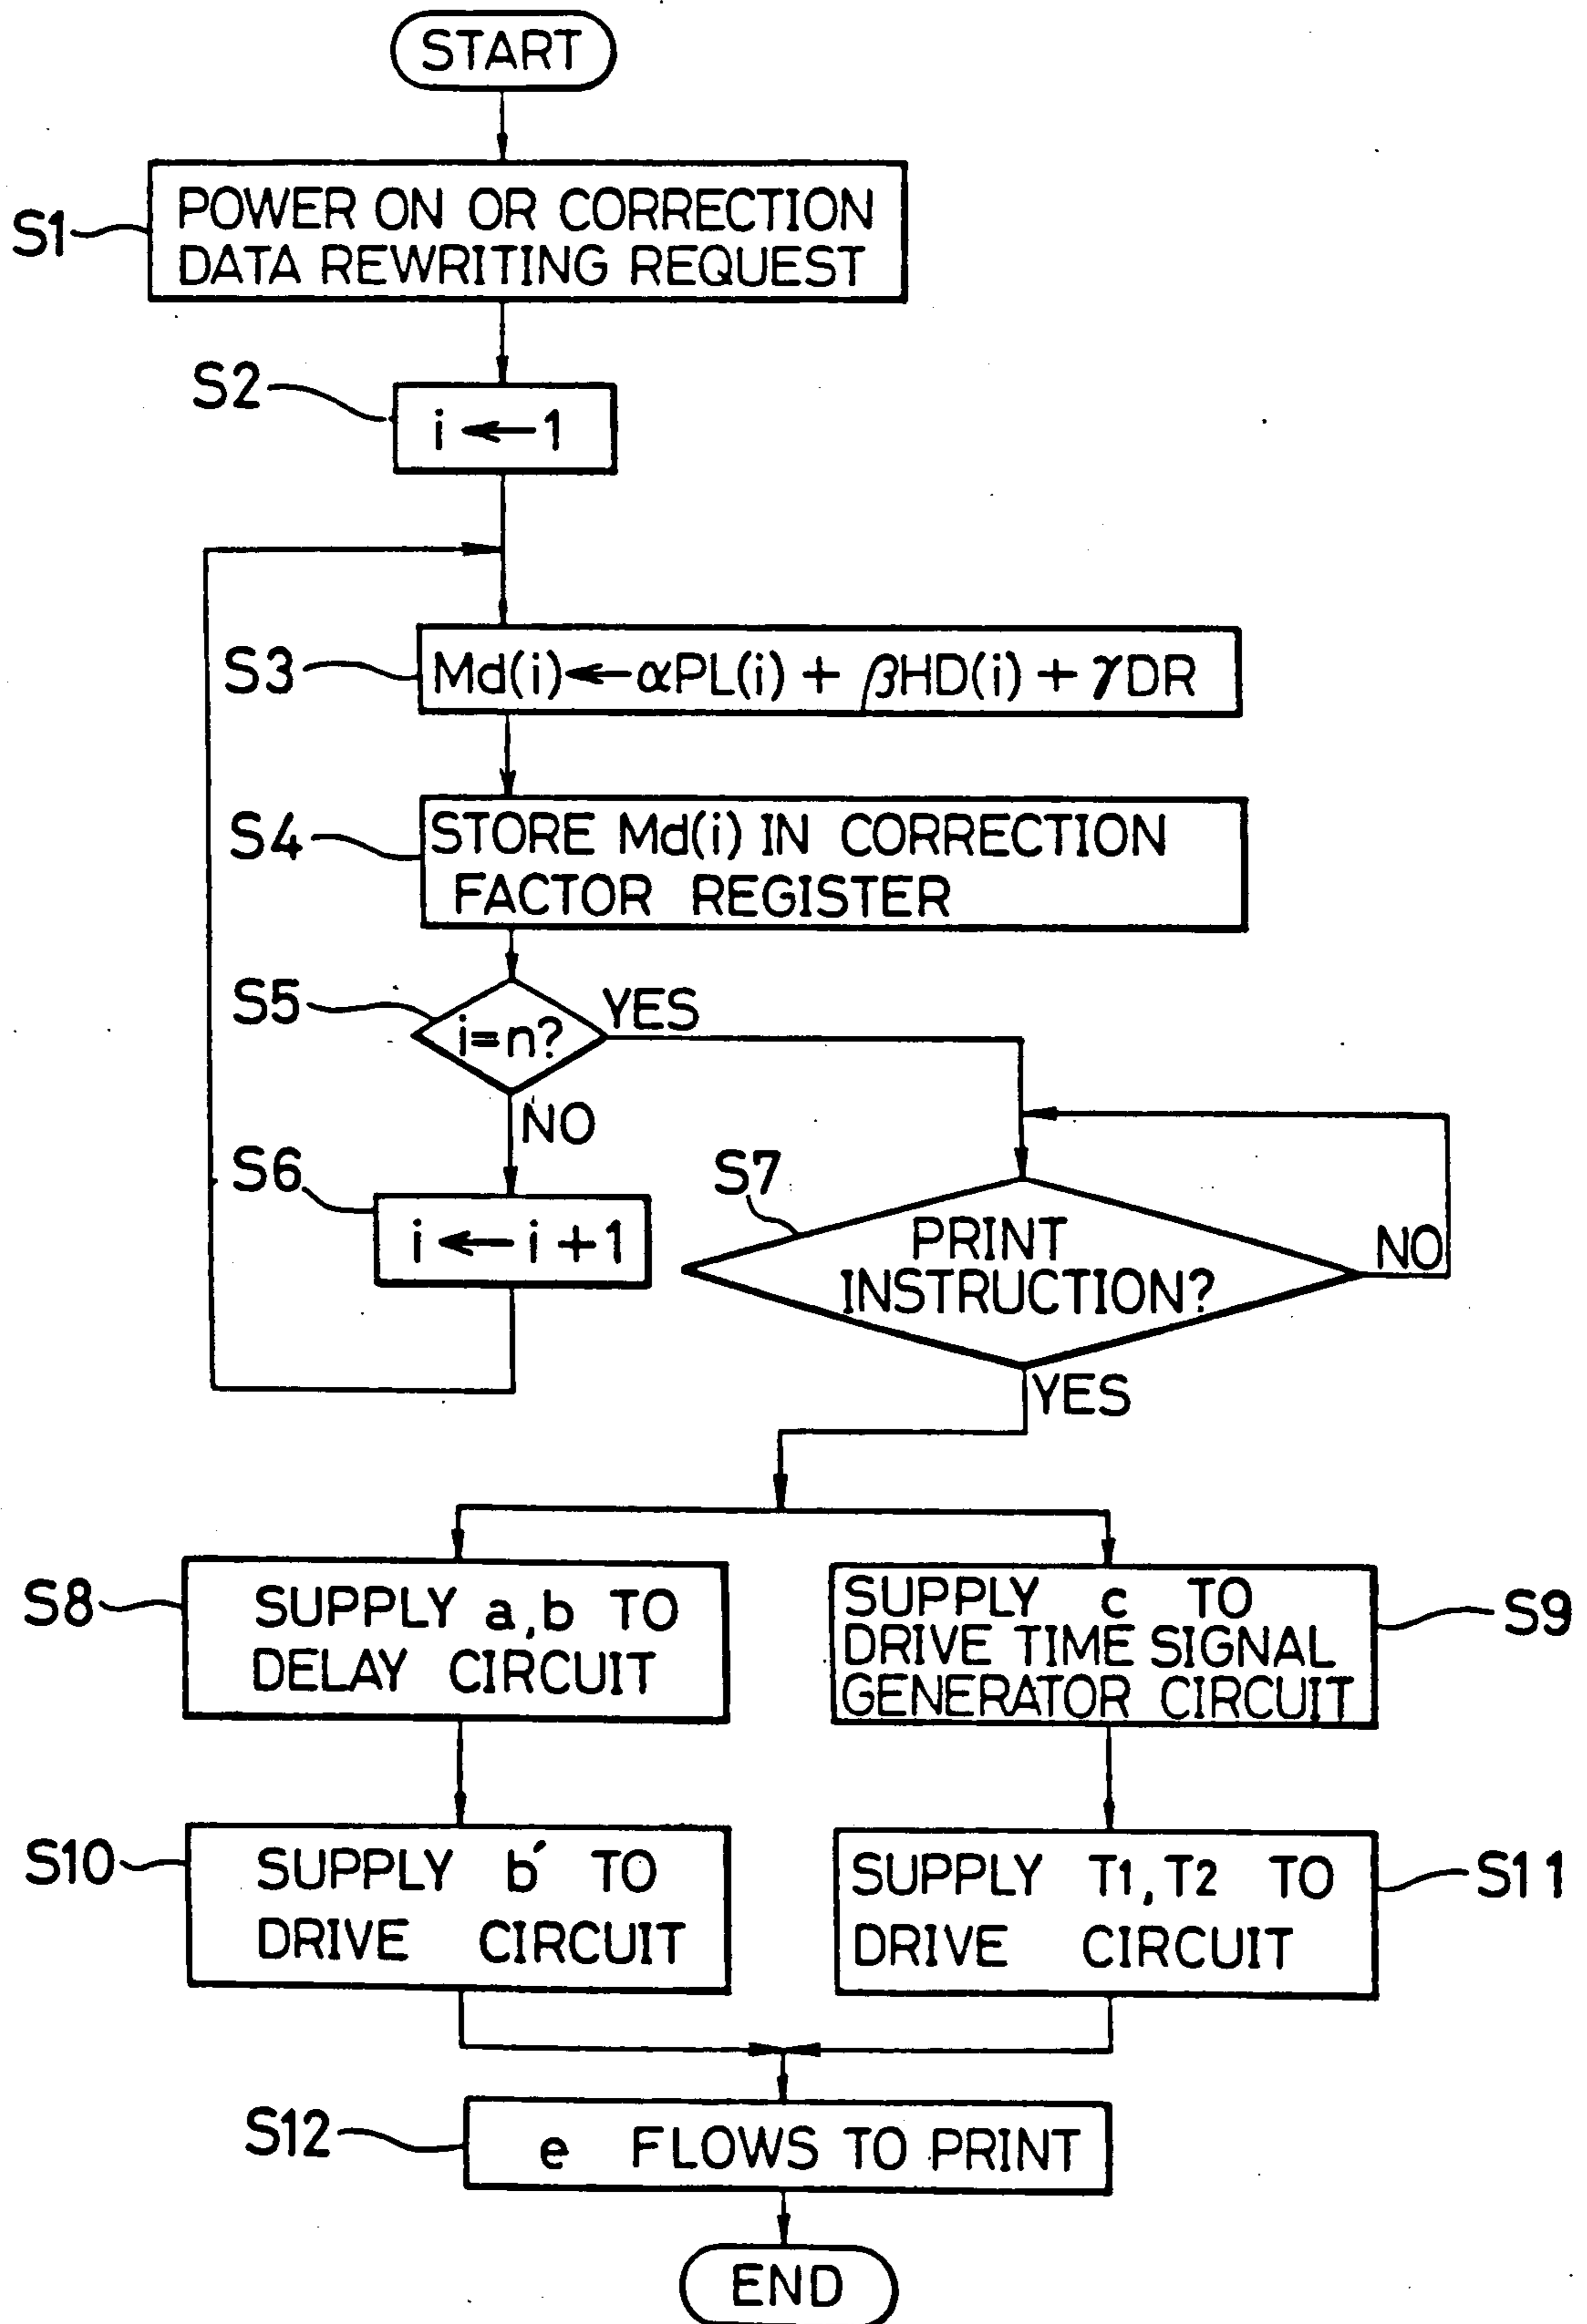 START
S1
POWER ON OR CORRECTION
DATA REWRITING REQUEST
S2
i ← 1
S3
Md(i) ← αPL(i) + βHD(i) + γDR
S4
STORE Md(i) IN CORRECTION
FACTOR REGISTER
S5
i=n?
YES
NO
S6
i ← i + 1
S7
PRINT
INSTRUCTION?
NO
YES
S8
SUPPLY a,b TO
DELAY CIRCUIT
S9
SUPPLY c TO
DRIVE TIME SIGNAL
GENERATOR CIRCUIT
S10
SUPPLY b′ TO
DRIVE CIRCUIT
S11
SUPPLY T1,T2 TO
DRIVE CIRCUIT
S12
e FLOWS TO PRINT
END